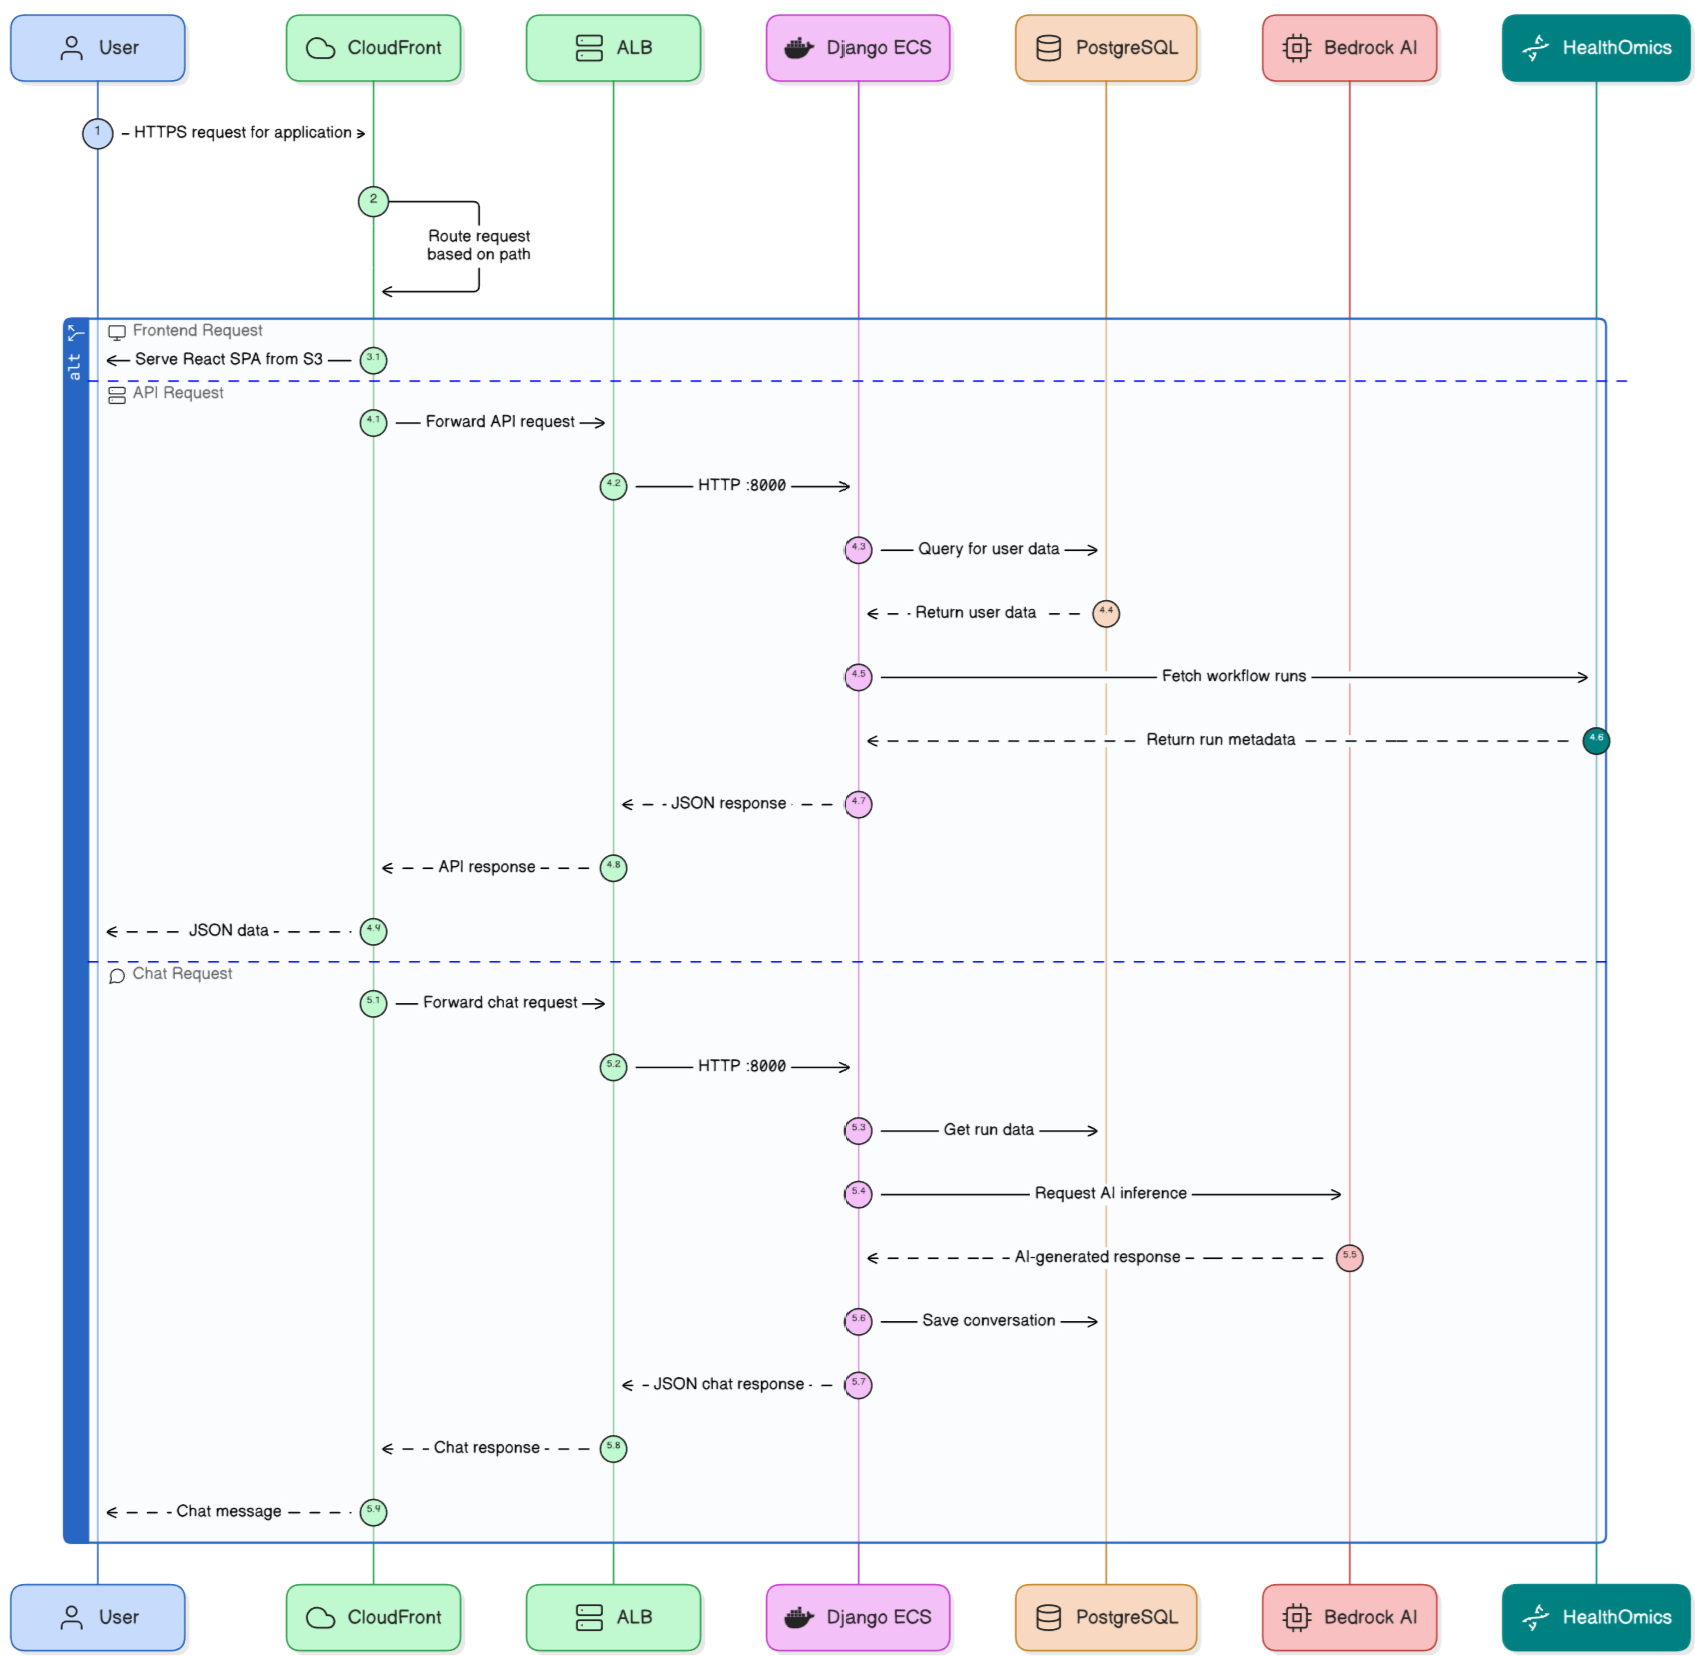 User
CloudFront
ALB
Django ECS
PostgreSQL
Bedrock AI
HealthOmics
1
HTTPS request for application
2
Route request
based on path
alt
Frontend Request
Serve React SPA from S3
3.1
API Request
4.1
Forward API request
4.2
HTTP :8000
4.3
Query for user data
Return user data
4.4
4.5
Fetch workflow runs
Return run metadata
4.6
JSON response
4.7
API response
4.8
JSON data
4.9
Chat Request
5.1
Forward chat request
5.2
HTTP :8000
5.3
Get run data
5.4
Request AI inference
AI-generated response
5.5
5.6
Save conversation
JSON chat response
5.7
Chat response
5.8
Chat message
5.9
User
CloudFront
ALB
Django ECS
PostgreSQL
Bedrock AI
HealthOmics